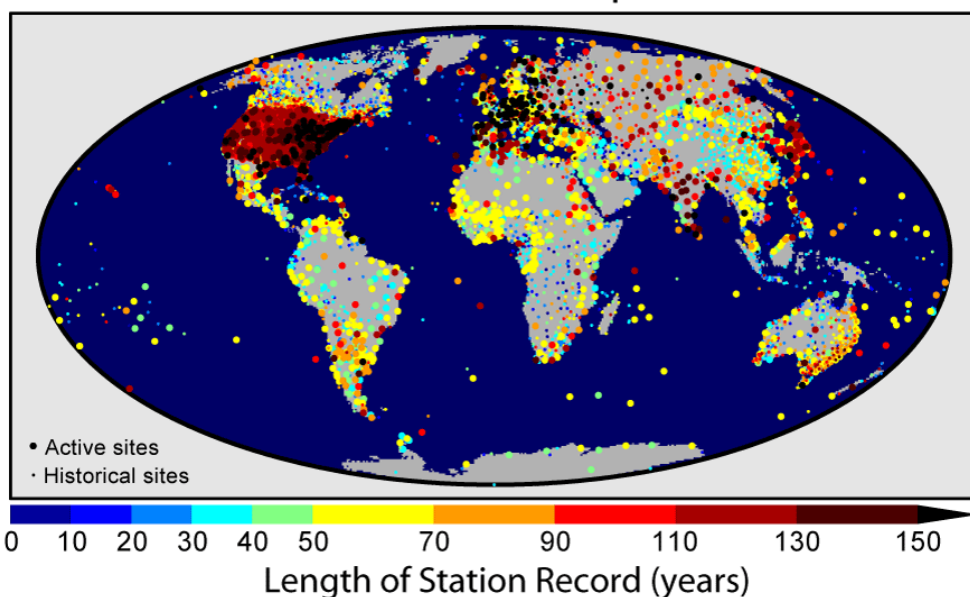 • Active sites
· Historical sites
0 10 20 30 40 50 70 90 110 130 150
Length of Station Record (years)